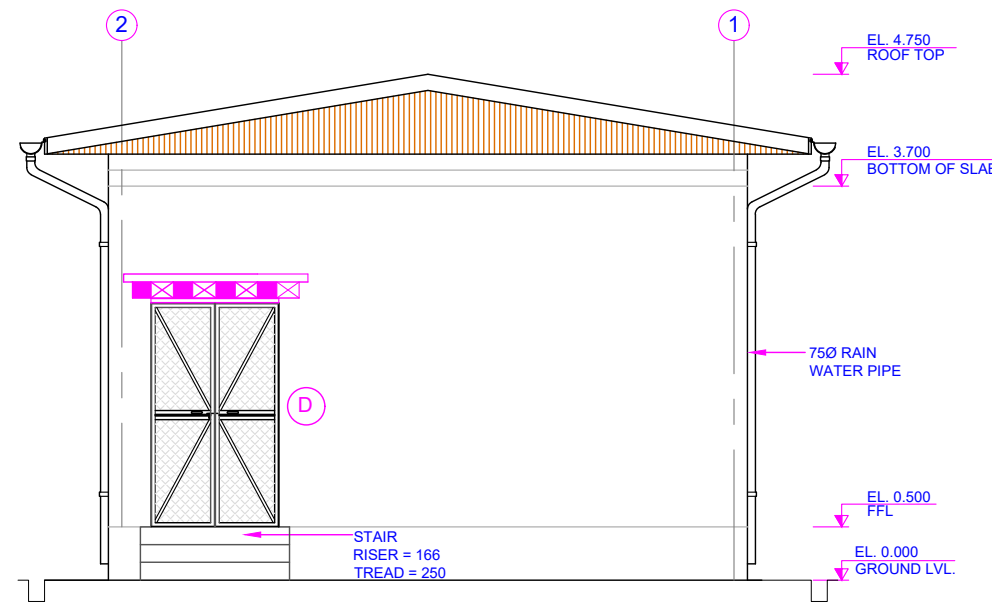 2
1
EL. 4.750
ROOF TOP
EL. 3.700
BOTTOM OF SLAB
75Ø RAIN
WATER PIPE
D
EL. 0.500
FFL
STAIR
RISER = 166
TREAD = 250
EL. 0.000
GROUND LVL.